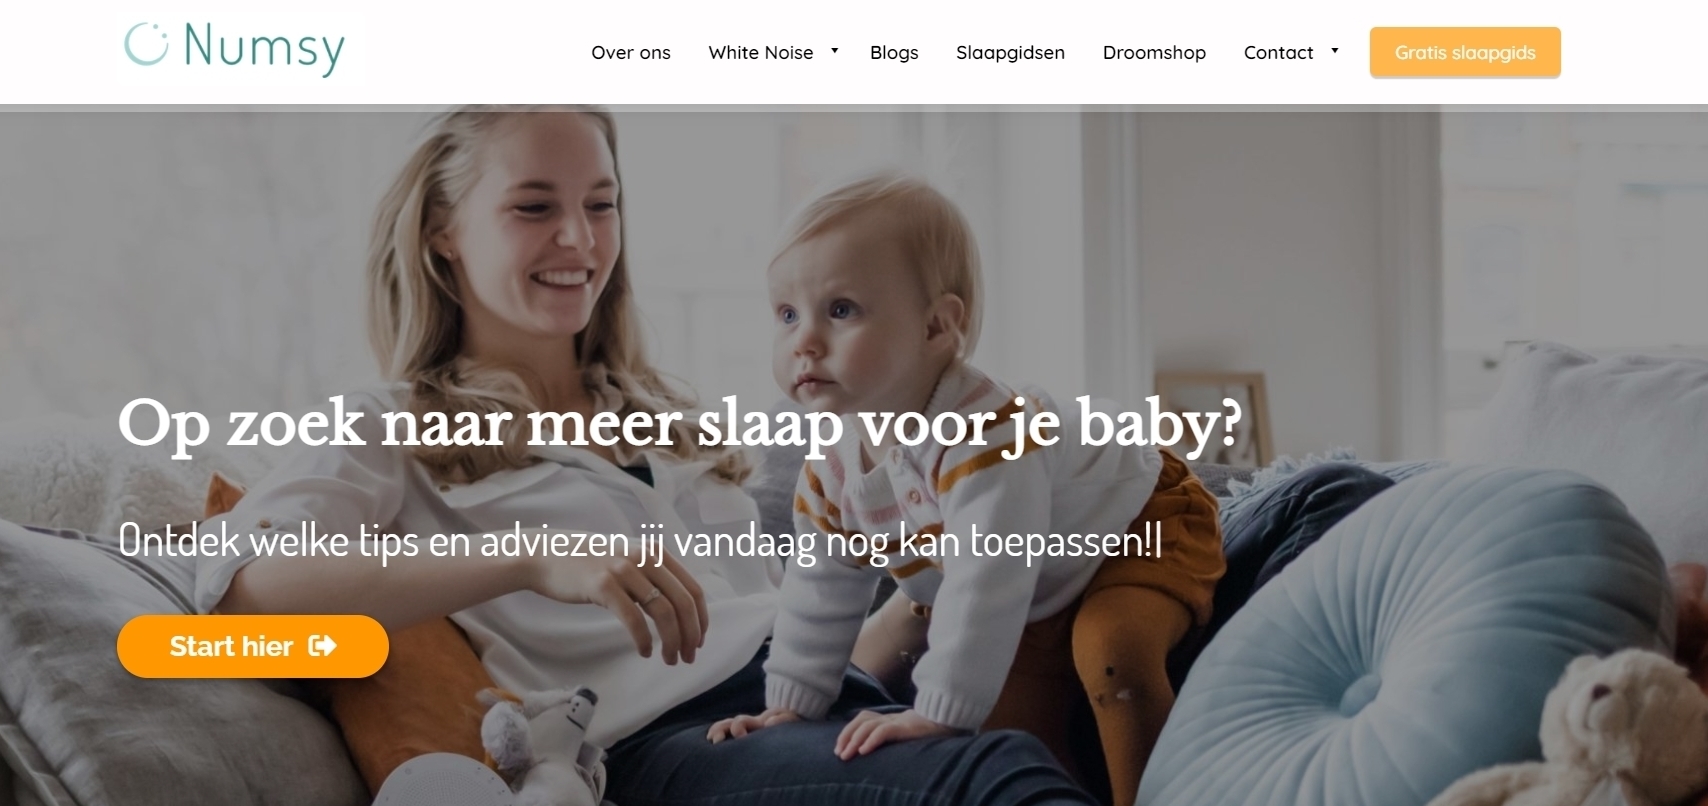 Numsy
Over ons White Noise Blogs Slaapgidsen Droomshop Contact Gratis slaapgids
Op zoek naar meer slaap voor je baby?
Ontdek welke tips en adviezen jij vandaag nog kan toepassen!|
Start hier